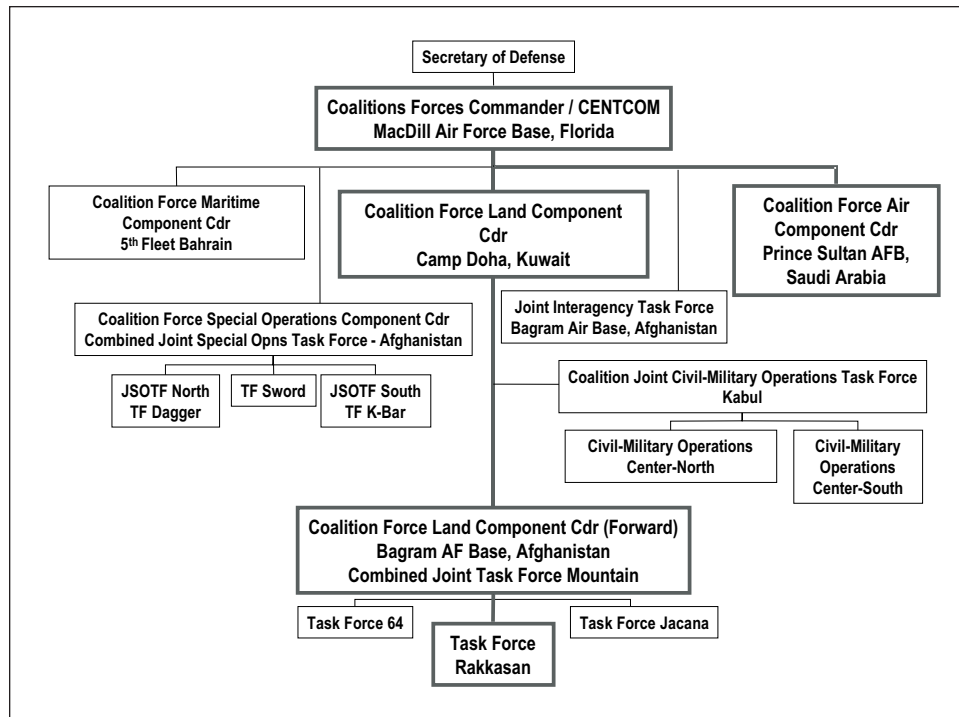 Secretary of Defense
Coalitions Forces Commander / CENTCOM
MacDill Air Force Base, Florida
Coalition Force Maritime
Component Cdr
5th Fleet Bahrain
Coalition Force Land Component
Cdr
Camp Doha, Kuwait
Coalition Force Air
Component Cdr
Prince Sultan AFB,
Saudi Arabia
Joint Interagency Task Force
Bagram Air Base, Afghanistan
Coalition Force Special Operations Component Cdr
Combined Joint Special Opns Task Force - Afghanistan
JSOTF North
TF Dagger
TF Sword
JSOTF South
TF K-Bar
Coalition Joint Civil-Military Operations Task Force
Kabul
Civil-Military Operations
Center-North
Civil-Military
Operations
Center-South
Coalition Force Land Component Cdr (Forward)
Bagram AF Base, Afghanistan
Combined Joint Task Force Mountain
Task Force 64
Task Force Jacana
Task Force
Rakkasan